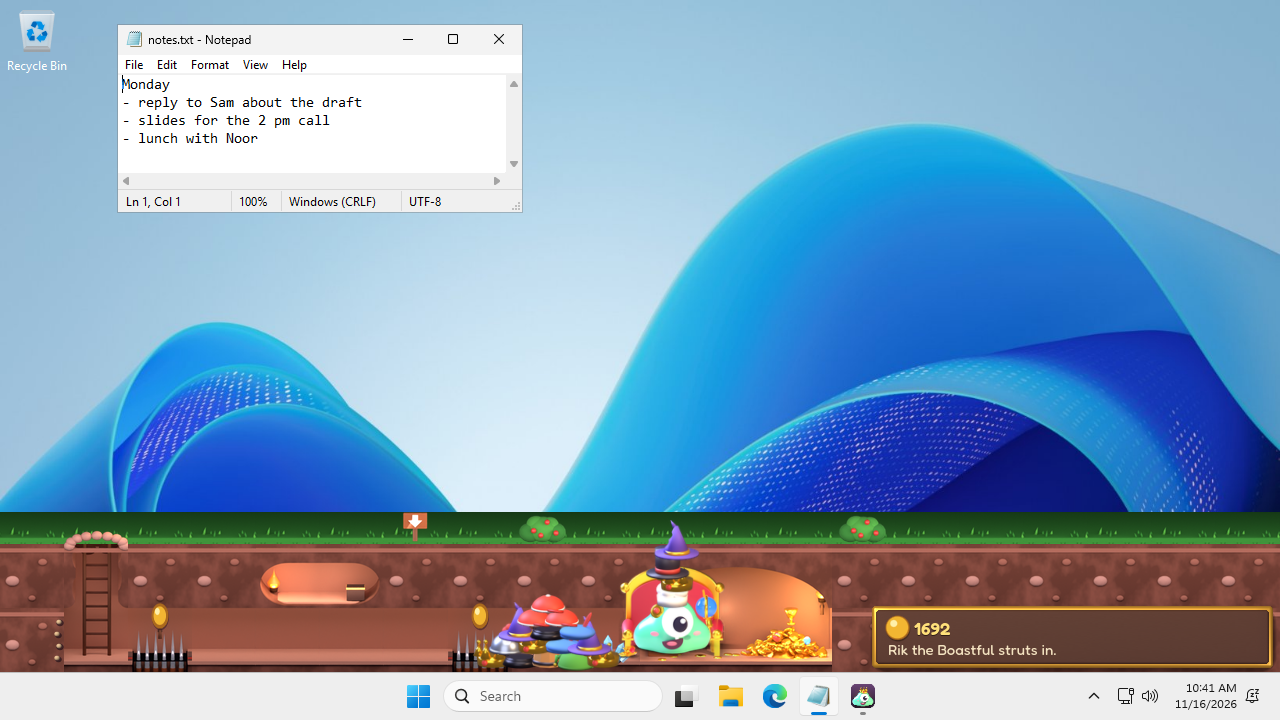 Recycle Bin
notes.txt - Notepad
File Edit Format View Help
Monday
- reply to Sam about the draft
- slides for the 2 pm call
- lunch with Noor
Ln 1, Col 1 100% Windows (CRLF) UTF-8
1692
Rik the Boastful struts in.
Search
10:41 AM
11/16/2026